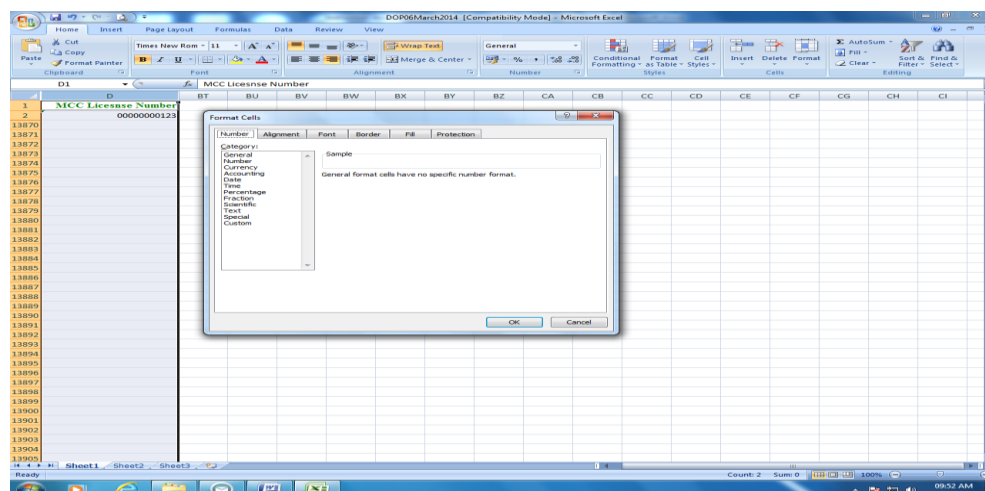 DOP06March2014 [Compatibility Mode] - Microsoft Excel
Home Insert Page Layout Formulas Data Review View
Paste
Cut
Copy
Format Painter
Clipboard
Times New Rom 11
B I U
Font
Wrap Text
Merge & Center
Alignment
General
Number
Conditional Formatting
Format as Table
Cell Styles
Styles
Insert Delete Format
Cells
AutoSum
Fill
Clear
Sort & Filter
Find & Select
Editing
D1 fx MCC Licesnse Number
D BT BU BV BW BX BY BZ CA CB CC CD CE CF CG CH CI
1 MCC Licesnse Number
2 00000000123
13870
13871
13872
13873
13874
13875
13876
13877
13878
13879
13880
13881
13882
13883
13884
13885
13886
13887
13888
13889
13890
13891
13892
13893
13894
13895
13896
13897
13898
13899
13900
13901
13902
13903
13904
13905
Format Cells
Number Alignment Font Border Fill Protection
Category:
General
Number
Currency
Accounting
Date
Time
Percentage
Fraction
Scientific
Text
Special
Custom
Sample
General format cells have no specific number format.
OK Cancel
Sheet1 Sheet2 Sheet3
Ready Count: 2 Sum: 0 100%
09:52 AM